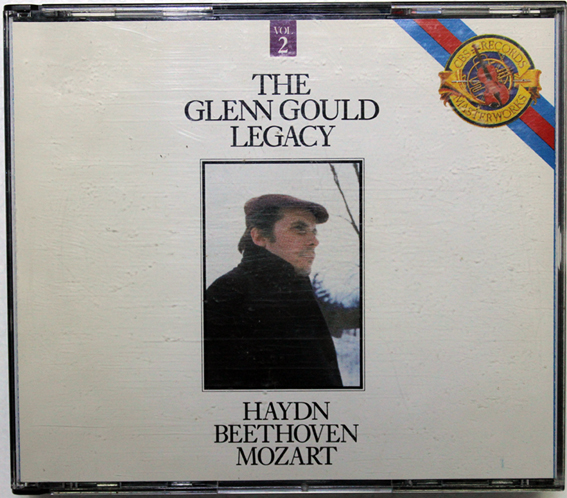 VOL.
2
CBS RECORDS
MASTERWORKS
THE
GLENN GOULD
LEGACY
HAYDN
BEETHOVEN
MOZART